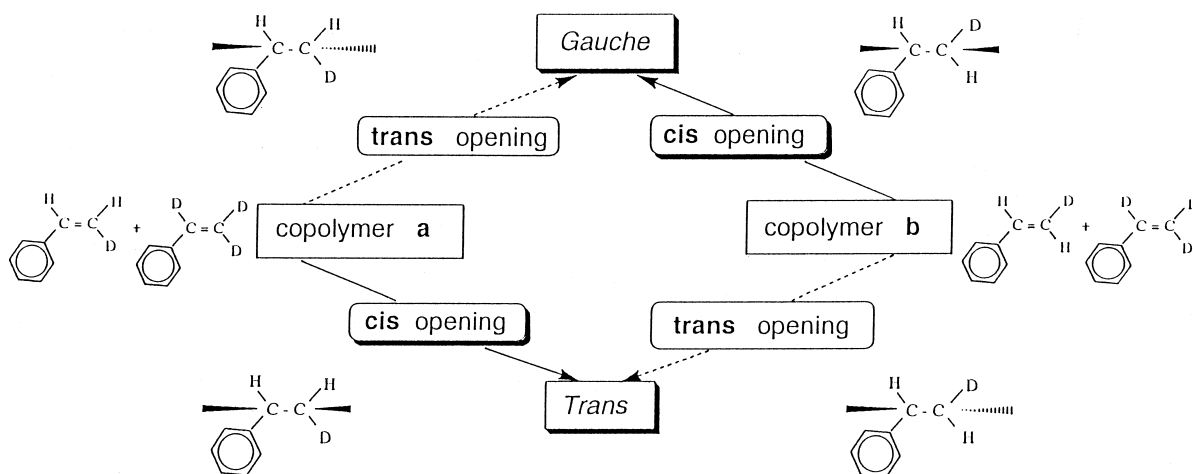 H H
C - C
D
Gauche
H D
C - C
H
trans opening
cis opening
H H
C = C
D
+
D D
C = C
D
copolymer a
copolymer b
H D
C = C
H
+
D
C = C
D
cis opening
trans opening
H H
C - C
D
Trans
H D
C - C
H